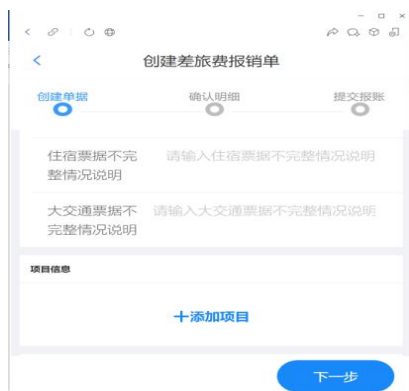 创建差旅费报销单
创建单据 确认明细 提交报账
住宿票据不完 请输入住宿票据不完整情况说明
整情况说明
大交通票据不 请输入大交通票据不完整情况说明
完整情况说明
项目信息
十添加项目
下一步